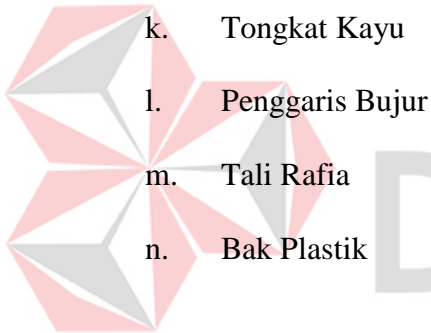 k. Tongkat Kayu
l. Penggaris Bujur
m. Tali Rafia
n. Bak Plastik
D